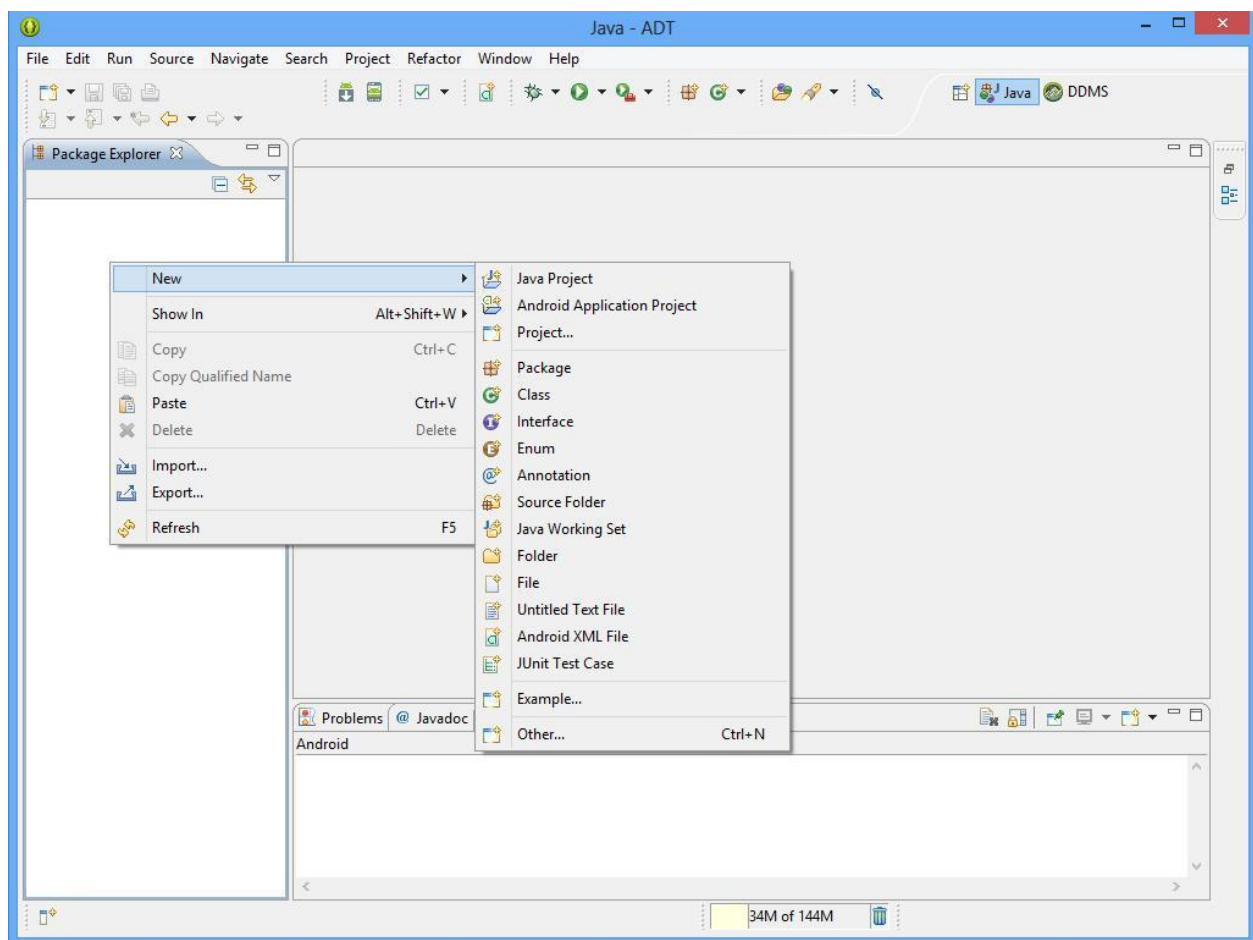 Java - ADT
File Edit Run Source Navigate Search Project Refactor Window Help
Java DDMS
Package Explorer
New
Show In Alt+Shift+W
Copy Ctrl+C
Copy Qualified Name
Paste Ctrl+V
Delete Delete
Import...
Export...
Refresh F5
Java Project
Android Application Project
Project...
Package
Class
Interface
Enum
Annotation
Source Folder
Java Working Set
Folder
File
Untitled Text File
Android XML File
JUnit Test Case
Example...
Other... Ctrl+N
Problems @ Javadoc
Android
34M of 144M